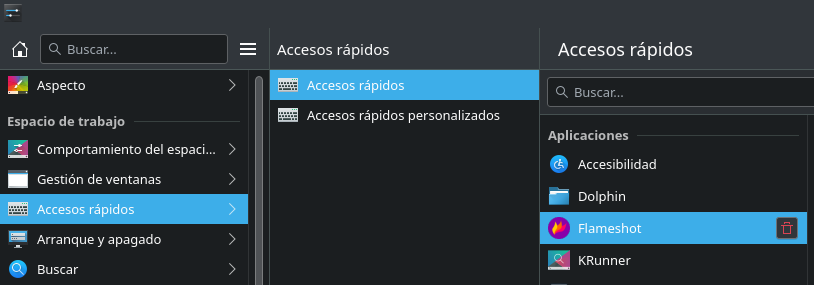 Buscar...
Aspecto
Espacio de trabajo
Comportamiento del espaci...
Gestión de ventanas
Accesos rápidos
Arranque y apagado
Buscar
Accesos rápidos
Accesos rápidos
Accesos rápidos personalizados
Accesos rápidos
Buscar...
Aplicaciones
Accesibilidad
Dolphin
Flameshot
KRunner